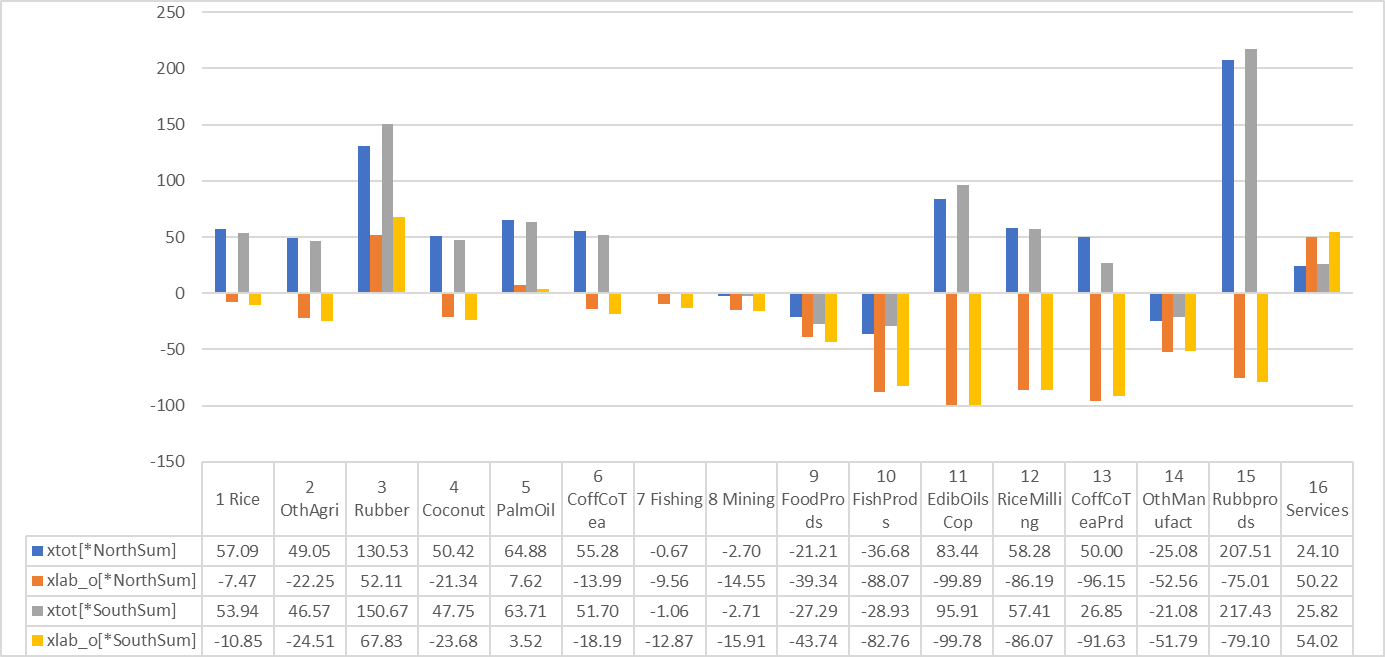 250
200
150
100
50
0
-50
-100
-150
1 Rice
2
OthAgri
3
Rubber
4
Coconut
5
PalmOil
6
CoffCoT
ea
7 Fishing
8 Mining
9
FoodPro
ds
10
FishProd
s
11
EdibOils
Cop
12
RiceMilli
ng
13
CoffCo
TeaPrd
14
OthMan
ufact
15
Rubbpro
ds
16
Services
xtot[*NorthSum] 57.09 49.05 130.53 50.42 64.88 55.28 -0.67 -2.70 -21.21 -36.68 83.44 58.28 50.00 -25.08 207.51 24.10
xlab_o[*NorthSum] -7.47 -22.25 52.11 -21.34 7.62 -13.99 -9.56 -14.55 -39.34 -88.07 -99.89 -86.19 -96.15 -52.56 -75.01 50.22
xtot[*SouthSum] 53.94 46.57 150.67 47.75 63.71 51.70 -1.06 -2.71 -27.29 -28.93 95.91 57.41 26.85 -21.08 217.43 25.82
xlab_o[*SouthSum] -10.85 -24.51 67.83 -23.68 3.52 -18.19 -12.87 -15.91 -43.74 -82.76 -99.78 -86.07 -91.63 -51.79 -79.10 54.02